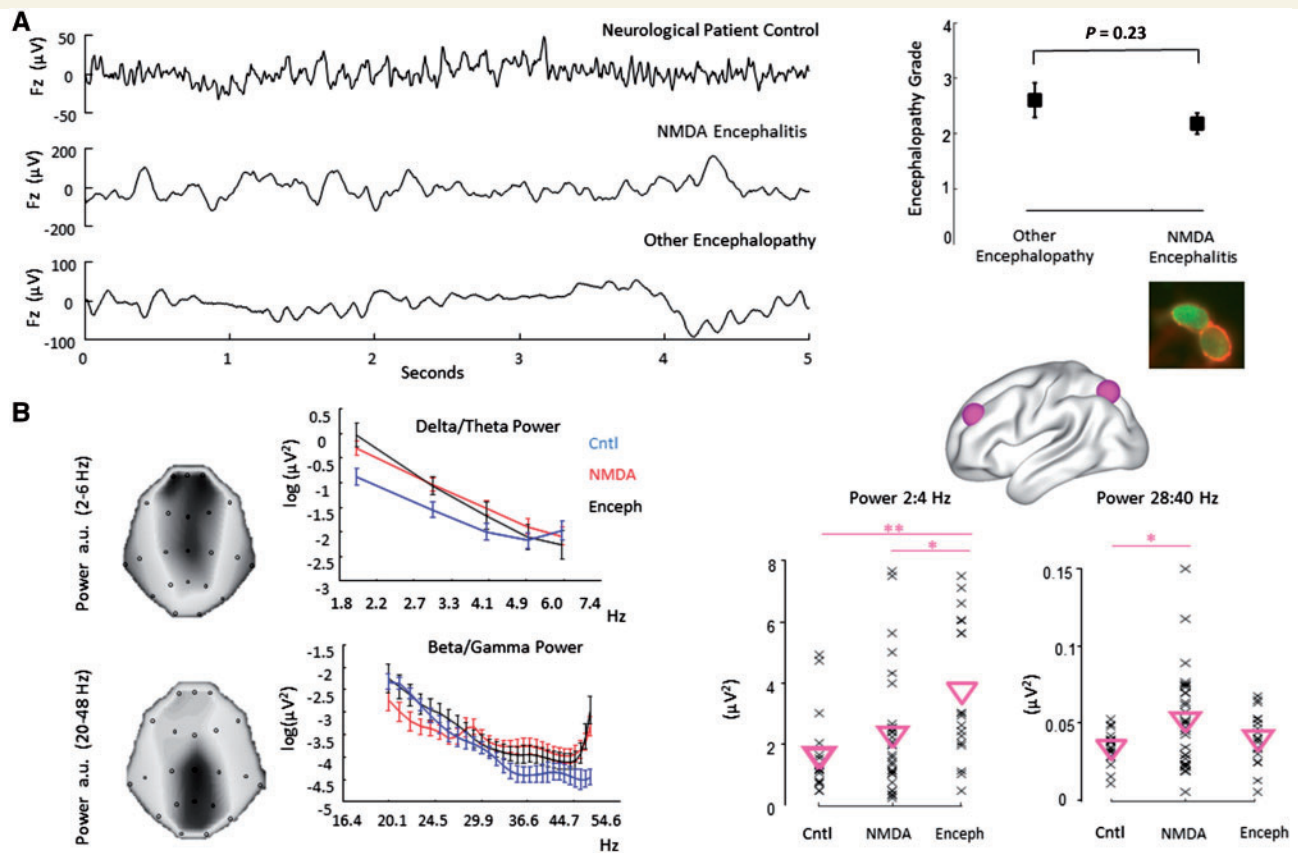 A
Neurological Patient Control
Fz (μV)
50
0
-50
NMDA Encephalitis
Fz (μV)
200
0
-200
Other Encephalopathy
Fz (μV)
100
0
-100
0 1 2 3 4 5
Seconds
Encephalopathy Grade
4
3
2
1
0
P = 0.23
Other
Encephalopathy
NMDA
Encephalitis
B
Power a.u. (2-6 Hz)
Delta/Theta Power
log (μV²)
0.5
0
-0.5
-1
-1.5
-2
-2.5
-3
1.8 2.2 2.7 3.3 4.1 4.9 6.0 7.4
Hz
Cntl
NMDA
Enceph
Power a.u. (20-48 Hz)
Beta/Gamma Power
log(μV²)
-1.5
-2
-2.5
-3
-3.5
-4
-4.5
-5
16.4 20.1 24.5 29.9 36.6 44.7 54.6
Hz
Power 2:4 Hz
**
*
(μV²)
8
6
4
2
0
Cntl NMDA Enceph
Power 28:40 Hz
*
(μV²)
0.15
0.1
0.05
0
Cntl NMDA Enceph